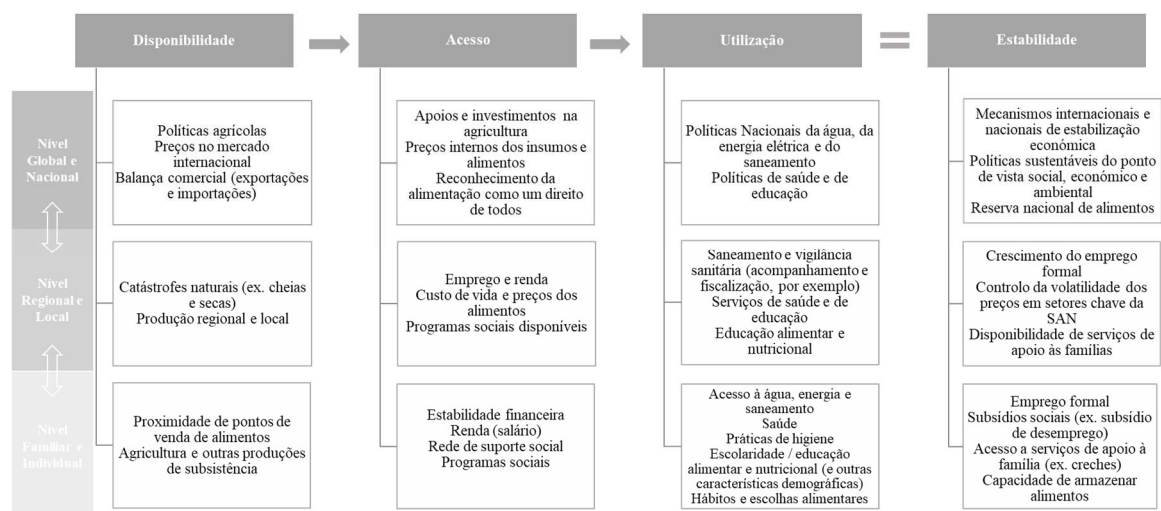 Disponibilidade
Acesso
Utilização
Estabilidade
Nível
Global e
Nacional
Políticas agrícolas
Preços no mercado
internacional
Balança comercial (exportações
e importações)
Apoios e investimentos na
agricultura
Preços internos dos insumos e
alimentos
Reconhecimento da
alimentação como um direito
de todos
Políticas Nacionais da água, da
energia elétrica e do
saneamento
Políticas de saúde e de
educação
Mecanismos internacionais e
nacionais de estabilização
económica
Políticas sustentáveis do ponto
de vista social, económico e
ambiental
Reserva nacional de alimentos
Nível
Regional e
Local
Catástrofes naturais (ex. cheias
e secas)
Produção regional e local
Emprego e renda
Custo de vida e preços dos
alimentos
Programas sociais disponíveis
Saneamento e vigilância
sanitária (acompanhamento e
fiscalização, por exemplo)
Serviços de saúde e de
educação
Educação alimentar e
nutricional
Crescimento do emprego
formal
Controlo da volatilidade dos
preços em setores chave da
SAN
Disponibilidade de serviços de
apoio às famílias
Nível
Familiar e
Individual
Proximidade de pontos de
venda de alimentos
Agricultura e outras produções
de subsistência
Estabilidade financeira
Renda (salário)
Rede de suporte social
Programas sociais
Acesso à água, energia e
saneamento
Saúde
Práticas de higiene
Escolaridade / educação
alimentar e nutricional (e outras
características demográficas)
Hábitos e escolhas alimentares
Emprego formal
Subsídios sociais (ex. subsídio
de desemprego)
Acesso a serviços de apoio à
família (ex. creches)
Capacidade de armazenar
alimentos